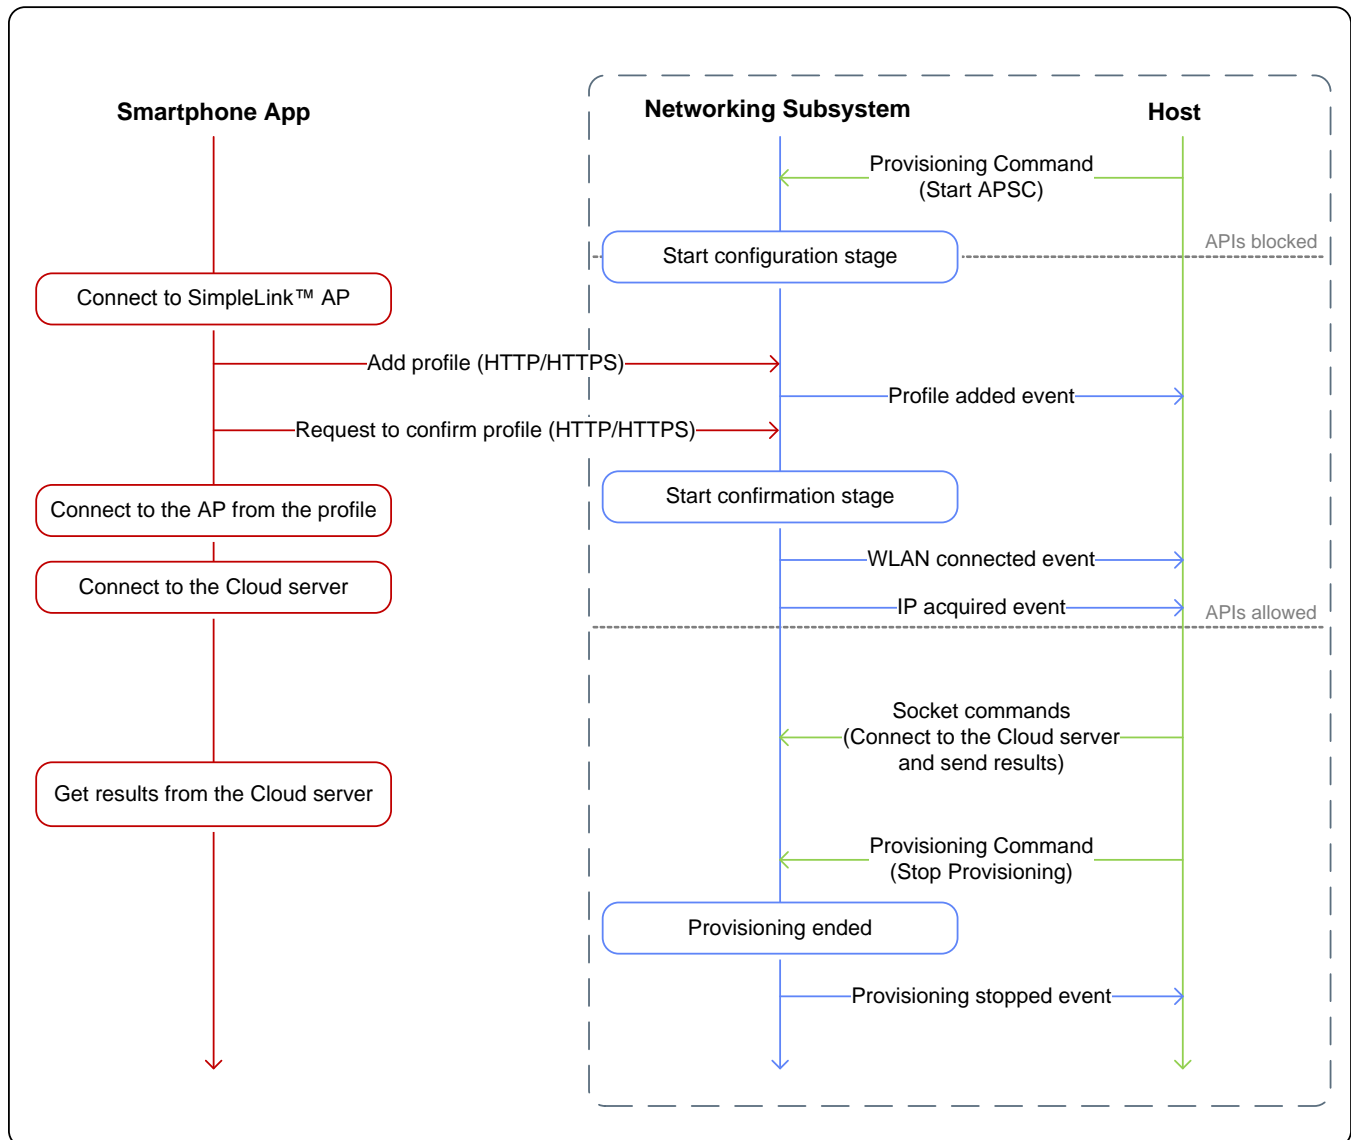 Smartphone App
Networking Subsystem
Host
Provisioning Command
(Start APSC)
APIs blocked
Start configuration stage
Connect to SimpleLink™ AP
Add profile (HTTP/HTTPS)
Profile added event
Request to confirm profile (HTTP/HTTPS)
Start confirmation stage
Connect to the AP from the profile
WLAN connected event
Connect to the Cloud server
IP acquired event
APIs allowed
Socket commands
(Connect to the Cloud server
and send results)
Get results from the Cloud server
Provisioning Command
(Stop Provisioning)
Provisioning ended
Provisioning stopped event